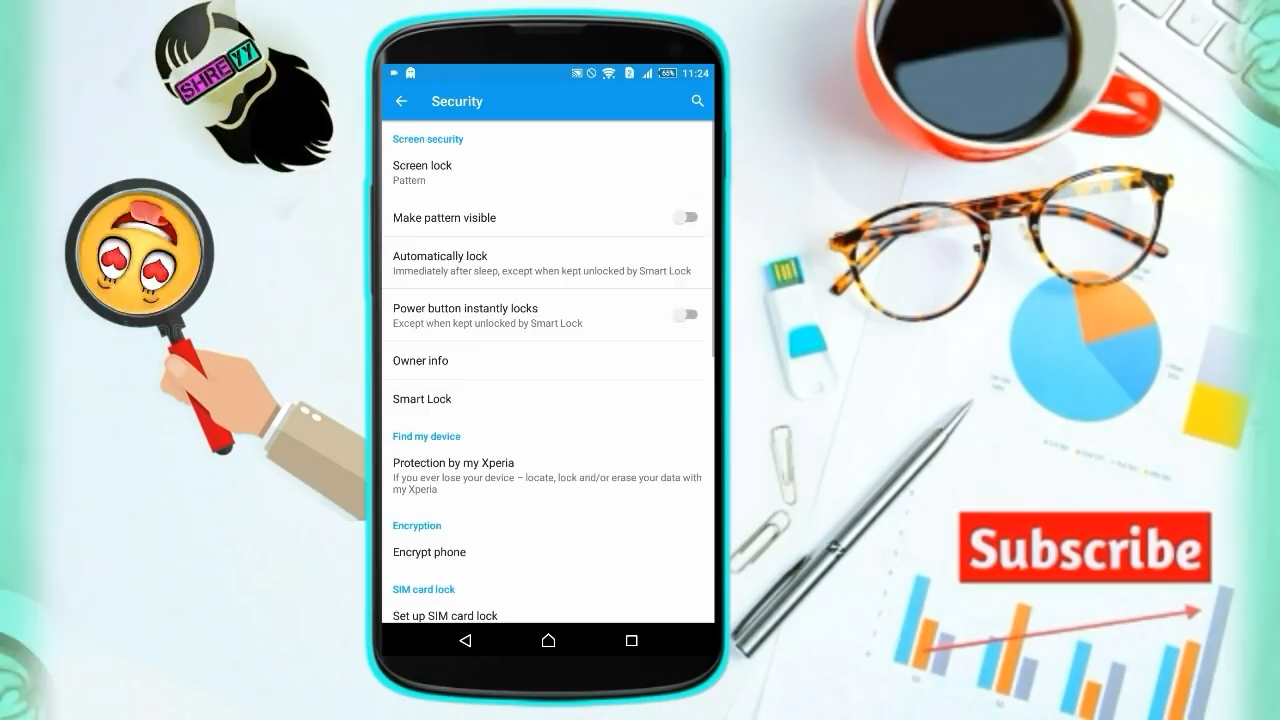 SHREYY
65% 11:24
Security
Screen security
Screen lock
Pattern
Make pattern visible
Automatically lock
Immediately after sleep, except when kept unlocked by Smart Lock
Power button instantly locks
Except when kept unlocked by Smart Lock
Owner info
Smart Lock
Find my device
Protection by my Xperia
If you ever lose your device – locate, lock and/or erase your data with
my Xperia
Encryption
Encrypt phone
SIM card lock
Set up SIM card lock
Subscribe